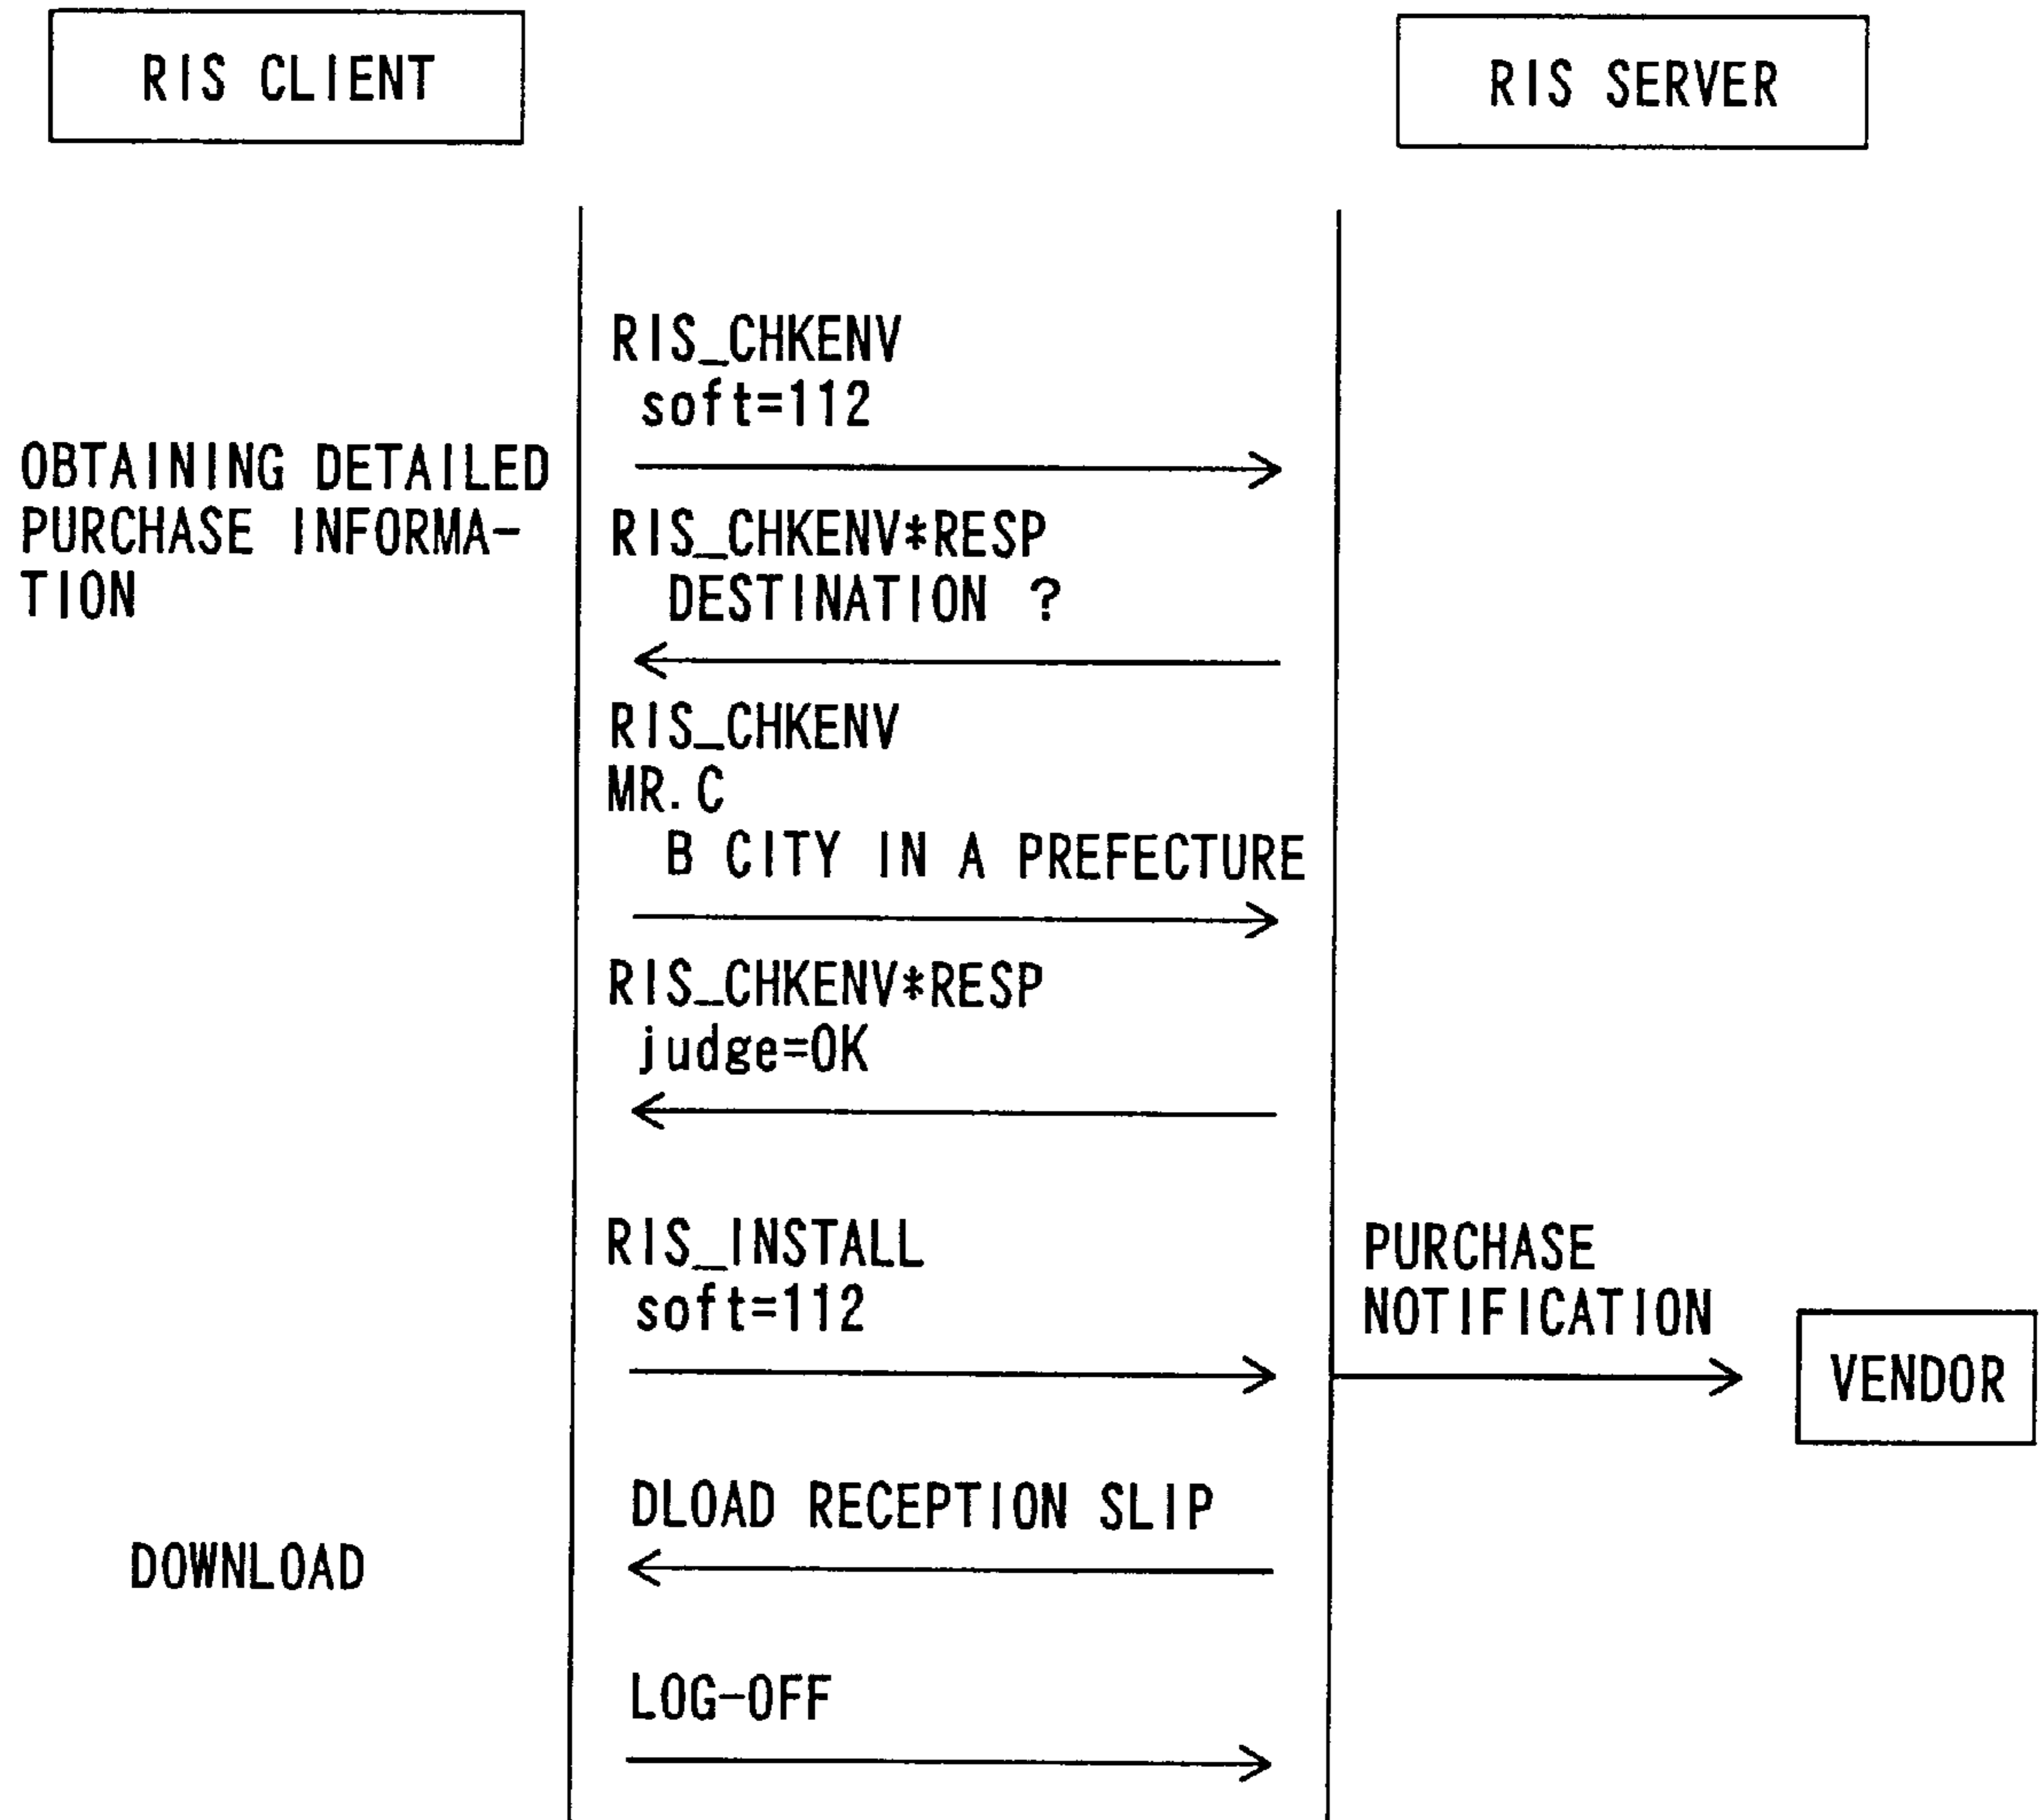 RIS CLIENT
RIS SERVER
RIS_CHKENV
soft=112
OBTAINING DETAILED
PURCHASE INFORMA-
TION
RIS_CHKENV*RESP
DESTINATION ?
RIS_CHKENV
MR.C
B CITY IN A PREFECTURE
RIS_CHKENV*RESP
judge=OK
RIS_INSTALL
soft=112
PURCHASE
NOTIFICATION
VENDOR
DLOAD RECEPTION SLIP
DOWNLOAD
LOG-OFF